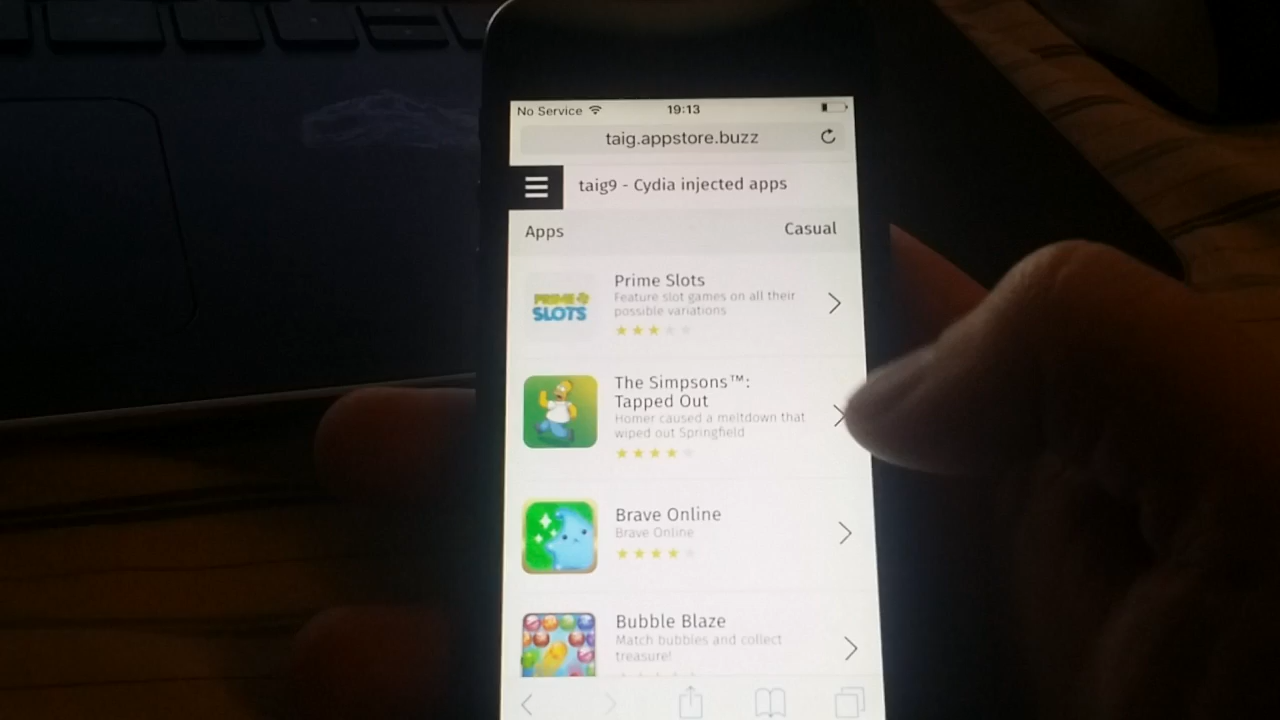 No Service 19:13
taig.appstore.buzz
taig9 - Cydia injected apps
Apps Casual
Prime Slots
Feature slot games on all their
possible variations
PRIME
SLOTS
The Simpsons™:
Tapped Out
Homer caused a meltdown that
wiped out Springfield
Brave Online
Brave Online
Bubble Blaze
Match bubbles and collect
treasure!